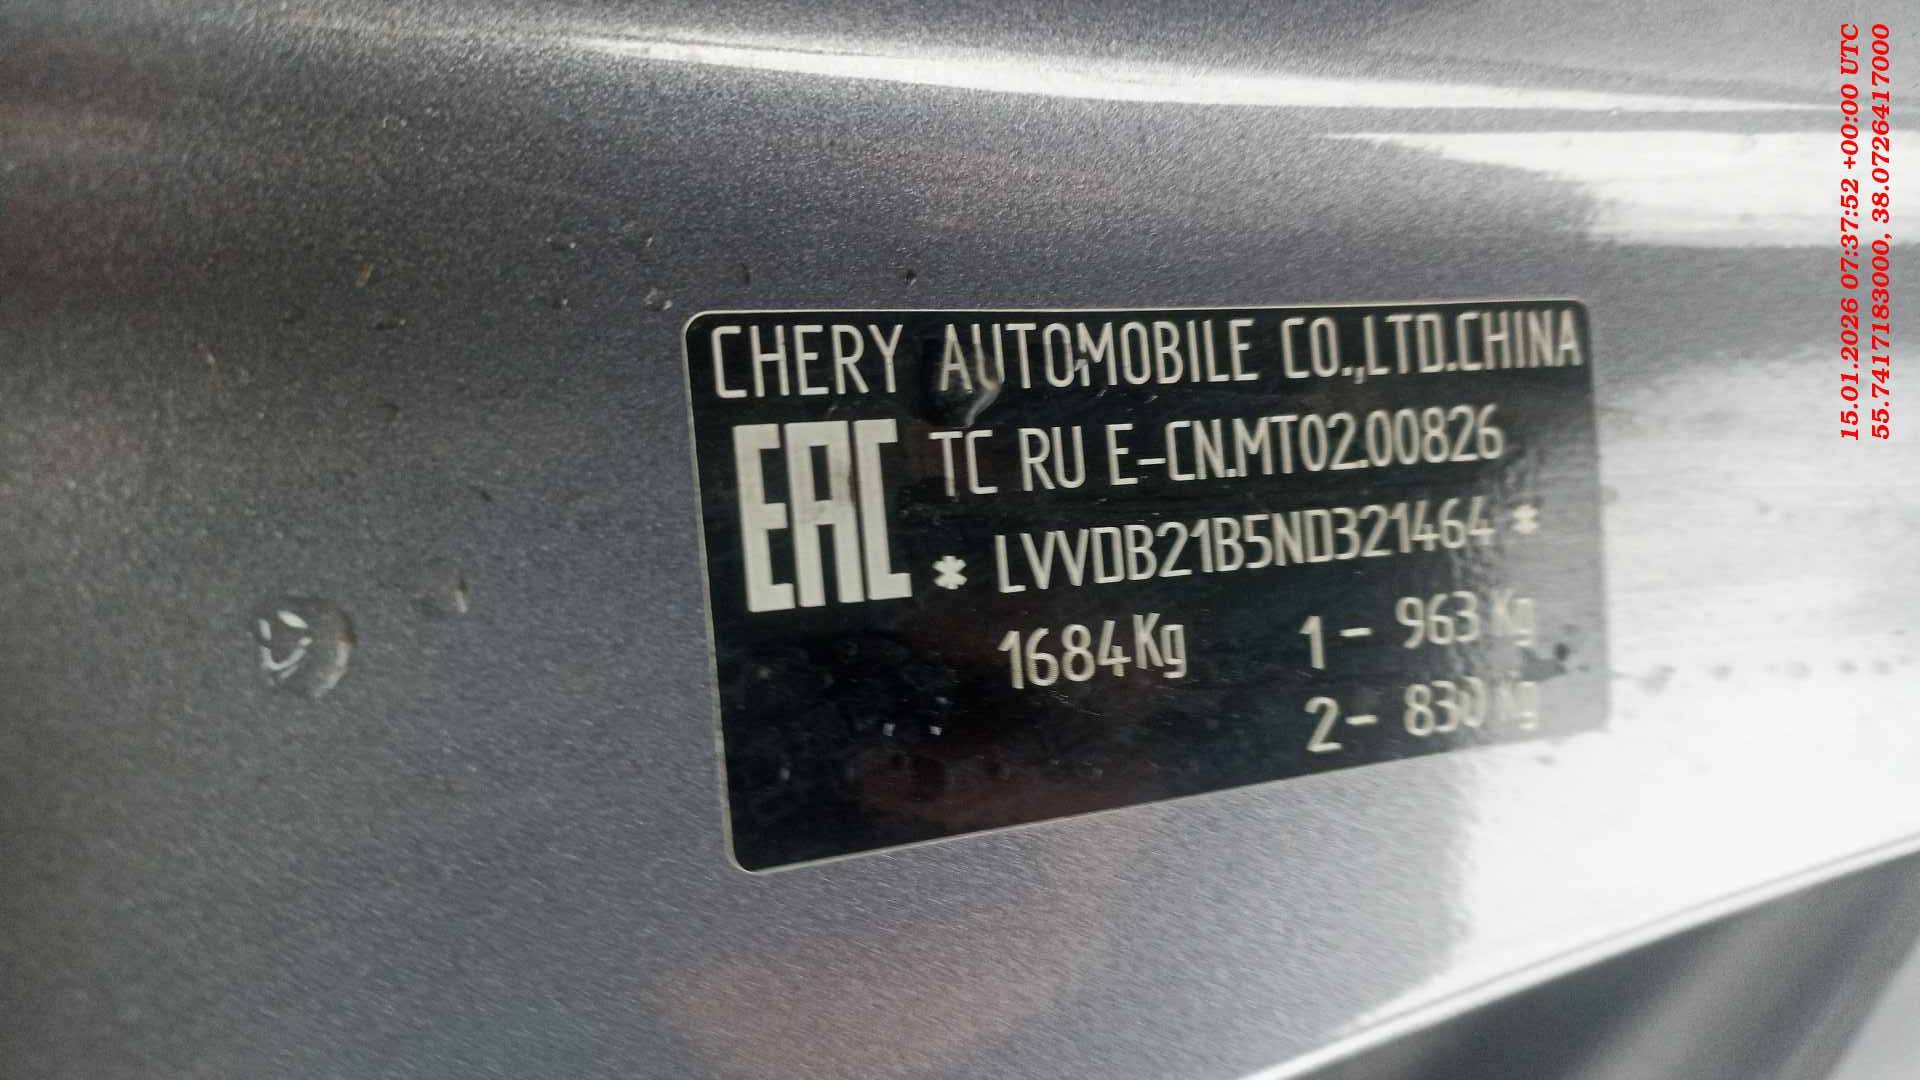 CHERY AUTOMOBILE CO.,LTD.CHINA
EAC
TC RU E-CN.MT02.00826
* LVVDB21B5ND321464 *
1684Kg 1 - 963 Kg
2 - 830 Kg
15.01.2026 07:37:52 +00:00 UTC
55.7417183000, 38.0726417000